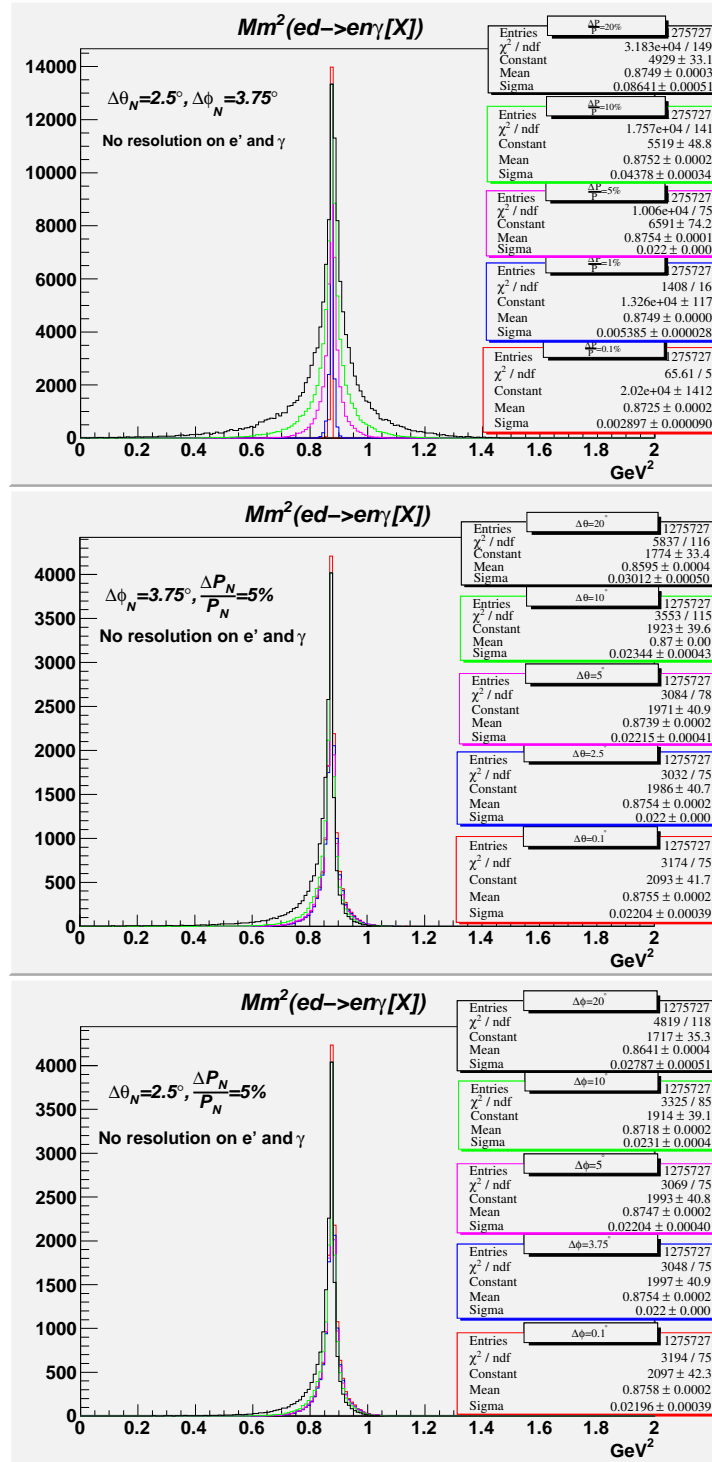 Mm²(ed->enγ[X])
Δθ_N=2.5°, Δϕ_N=3.75°
No resolution on e' and γ
14000
12000
10000
8000
6000
4000
2000
0
0 0.2 0.4 0.6 0.8 1 1.2 1.4 1.6 1.8 2
GeV²
ΔP/P=20%
Entries 1275727
χ² / ndf 3.183e+04 / 149
Constant 4929 ± 33.1
Mean 0.8749 ± 0.0003
Sigma 0.08641 ± 0.00051
ΔP/P=10%
Entries 1275727
χ² / ndf 1.757e+04 / 141
Constant 5519 ± 48.8
Mean 0.8752 ± 0.0002
Sigma 0.04378 ± 0.00034
ΔP/P=5%
Entries 1275727
χ² / ndf 1.006e+04 / 75
Constant 6591 ± 74.2
Mean 0.8754 ± 0.0001
Sigma 0.022 ± 0.000
ΔP/P=1%
Entries 1275727
χ² / ndf 1408 / 16
Constant 1.326e+04 ± 117
Mean 0.8749 ± 0.0000
Sigma 0.005385 ± 0.000028
ΔP/P=0.1%
Entries 1275727
χ² / ndf 65.61 / 5
Constant 2.02e+04 ± 1412
Mean 0.8725 ± 0.0002
Sigma 0.002897 ± 0.000090
Mm²(ed->enγ[X])
Δϕ_N=3.75°, ΔP_N/P_N=5%
No resolution on e' and γ
4000
3500
3000
2500
2000
1500
1000
500
0
0 0.2 0.4 0.6 0.8 1 1.2 1.4 1.6 1.8 2
GeV²
Δθ=20°
Entries 1275727
χ² / ndf 5837 / 116
Constant 1774 ± 33.4
Mean 0.8595 ± 0.0004
Sigma 0.03012 ± 0.00050
Δθ=10°
Entries 1275727
χ² / ndf 3553 / 115
Constant 1923 ± 39.6
Mean 0.87 ± 0.00
Sigma 0.02344 ± 0.00043
Δθ=5°
Entries 1275727
χ² / ndf 3084 / 78
Constant 1971 ± 40.9
Mean 0.8739 ± 0.0002
Sigma 0.02215 ± 0.00041
Δθ=2.5°
Entries 1275727
χ² / ndf 3032 / 75
Constant 1986 ± 40.7
Mean 0.8754 ± 0.0002
Sigma 0.022 ± 0.000
Δθ=0.1°
Entries 1275727
χ² / ndf 3174 / 75
Constant 2093 ± 41.7
Mean 0.8755 ± 0.0002
Sigma 0.02204 ± 0.00039
Mm²(ed->enγ[X])
Δθ_N=2.5°, ΔP_N/P_N=5%
No resolution on e' and γ
4000
3500
3000
2500
2000
1500
1000
500
0
0 0.2 0.4 0.6 0.8 1 1.2 1.4 1.6 1.8 2
GeV²
Δϕ=20°
Entries 1275727
χ² / ndf 4819 / 118
Constant 1717 ± 35.3
Mean 0.8641 ± 0.0004
Sigma 0.02787 ± 0.00051
Δϕ=10°
Entries 1275727
χ² / ndf 3325 / 85
Constant 1914 ± 39.1
Mean 0.8718 ± 0.0002
Sigma 0.0231 ± 0.0004
Δϕ=5°
Entries 1275727
χ² / ndf 3069 / 75
Constant 1993 ± 40.8
Mean 0.8747 ± 0.0002
Sigma 0.02204 ± 0.00040
Δϕ=3.75°
Entries 1275727
χ² / ndf 3048 / 75
Constant 1997 ± 40.9
Mean 0.8754 ± 0.0002
Sigma 0.022 ± 0.000
Δϕ=0.1°
Entries 1275727
χ² / ndf 3194 / 75
Constant 2097 ± 42.3
Mean 0.8758 ± 0.0002
Sigma 0.02196 ± 0.00039